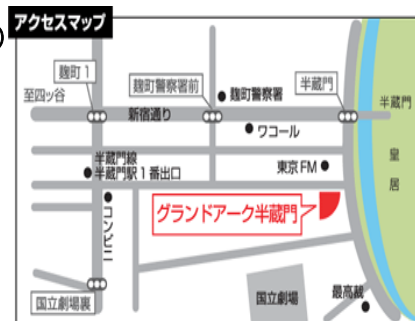 アクセスマップ
麹町1
麹町警察署前
麹町警察署
半蔵門
至四ッ谷
新宿通り
半蔵門
ワコール
皇居
半蔵門線
半蔵門駅1番出口
東京FM
コンビニ
グランドアーク半蔵門
国立劇場裏
国立劇場
最高裁